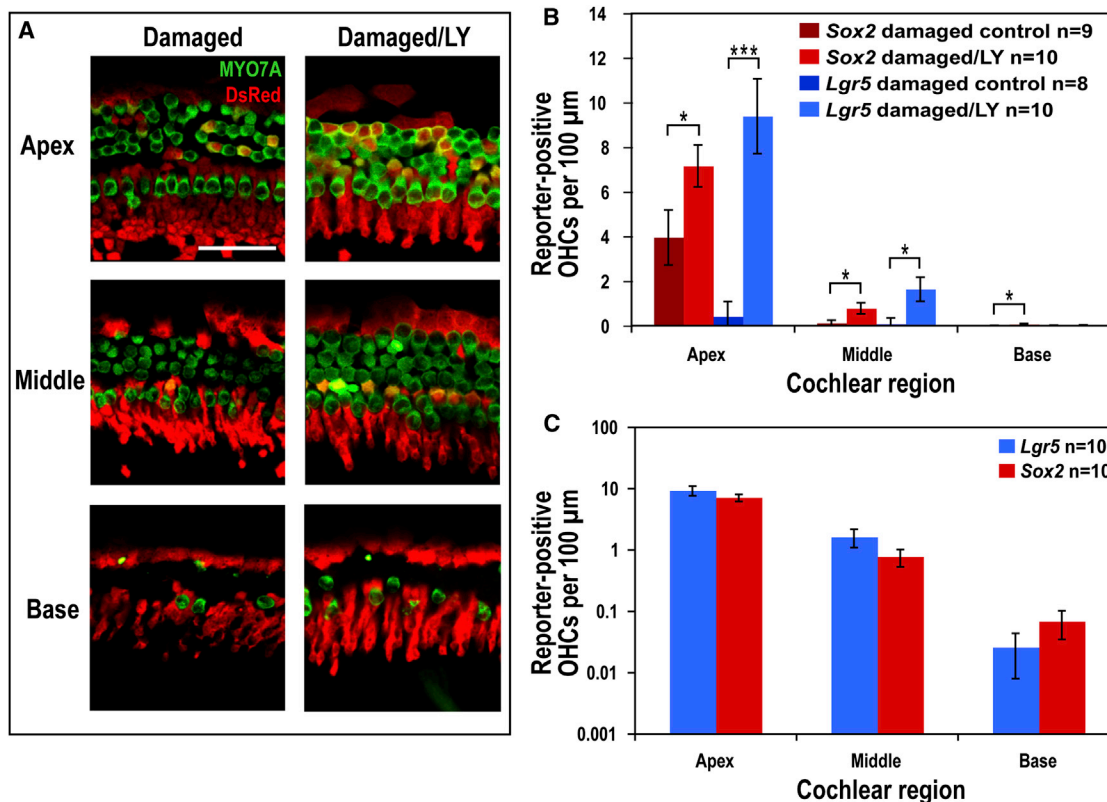 A
Damaged
Damaged/LY
MYO7A
DsRed
Apex
Middle
Base
B
Reporter-positive
OHCs per 100 µm
14
12
10
8
6
4
2
0
Sox2 damaged control n=9
Sox2 damaged/LY n=10
Lgr5 damaged control n=8
Lgr5 damaged/LY n=10
*
***
*
*
*
Apex
Middle
Base
Cochlear region
C
Reporter-positive
OHCs per 100 µm
100
10
1
0.1
0.01
0.001
Lgr5 n=10
Sox2 n=10
Apex
Middle
Base
Cochlear region